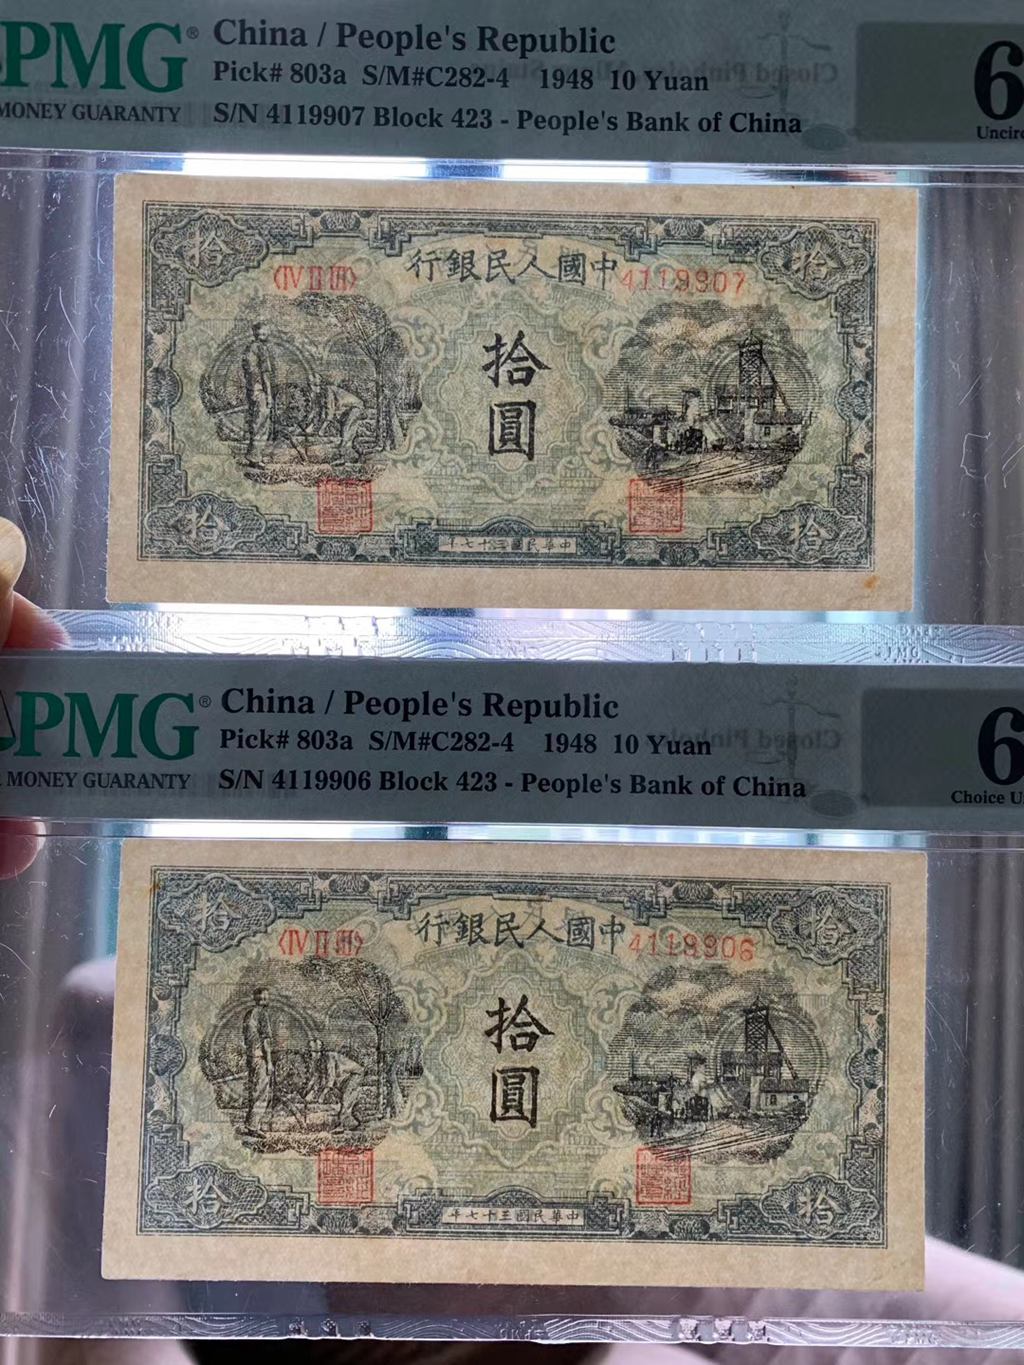 PMG®
MONEY GUARANTY
China / People's Republic
Pick# 803a S/M#C282-4 1948 10 Yuan
S/N 4119907 Block 423 - People's Bank of China
6
Uncirc
拾
拾
行銀民人國中
〈IV II III〉
4119907
拾
圓
拾
拾
年七十三國民華中
PMG®
MONEY GUARANTY
China / People's Republic
Pick# 803a S/M#C282-4 1948 10 Yuan
S/N 4119906 Block 423 - People's Bank of China
6
Choice U
拾
拾
行銀民人國中
〈IV II III〉
4119906
拾
圓
拾
拾
年七十三國民華中